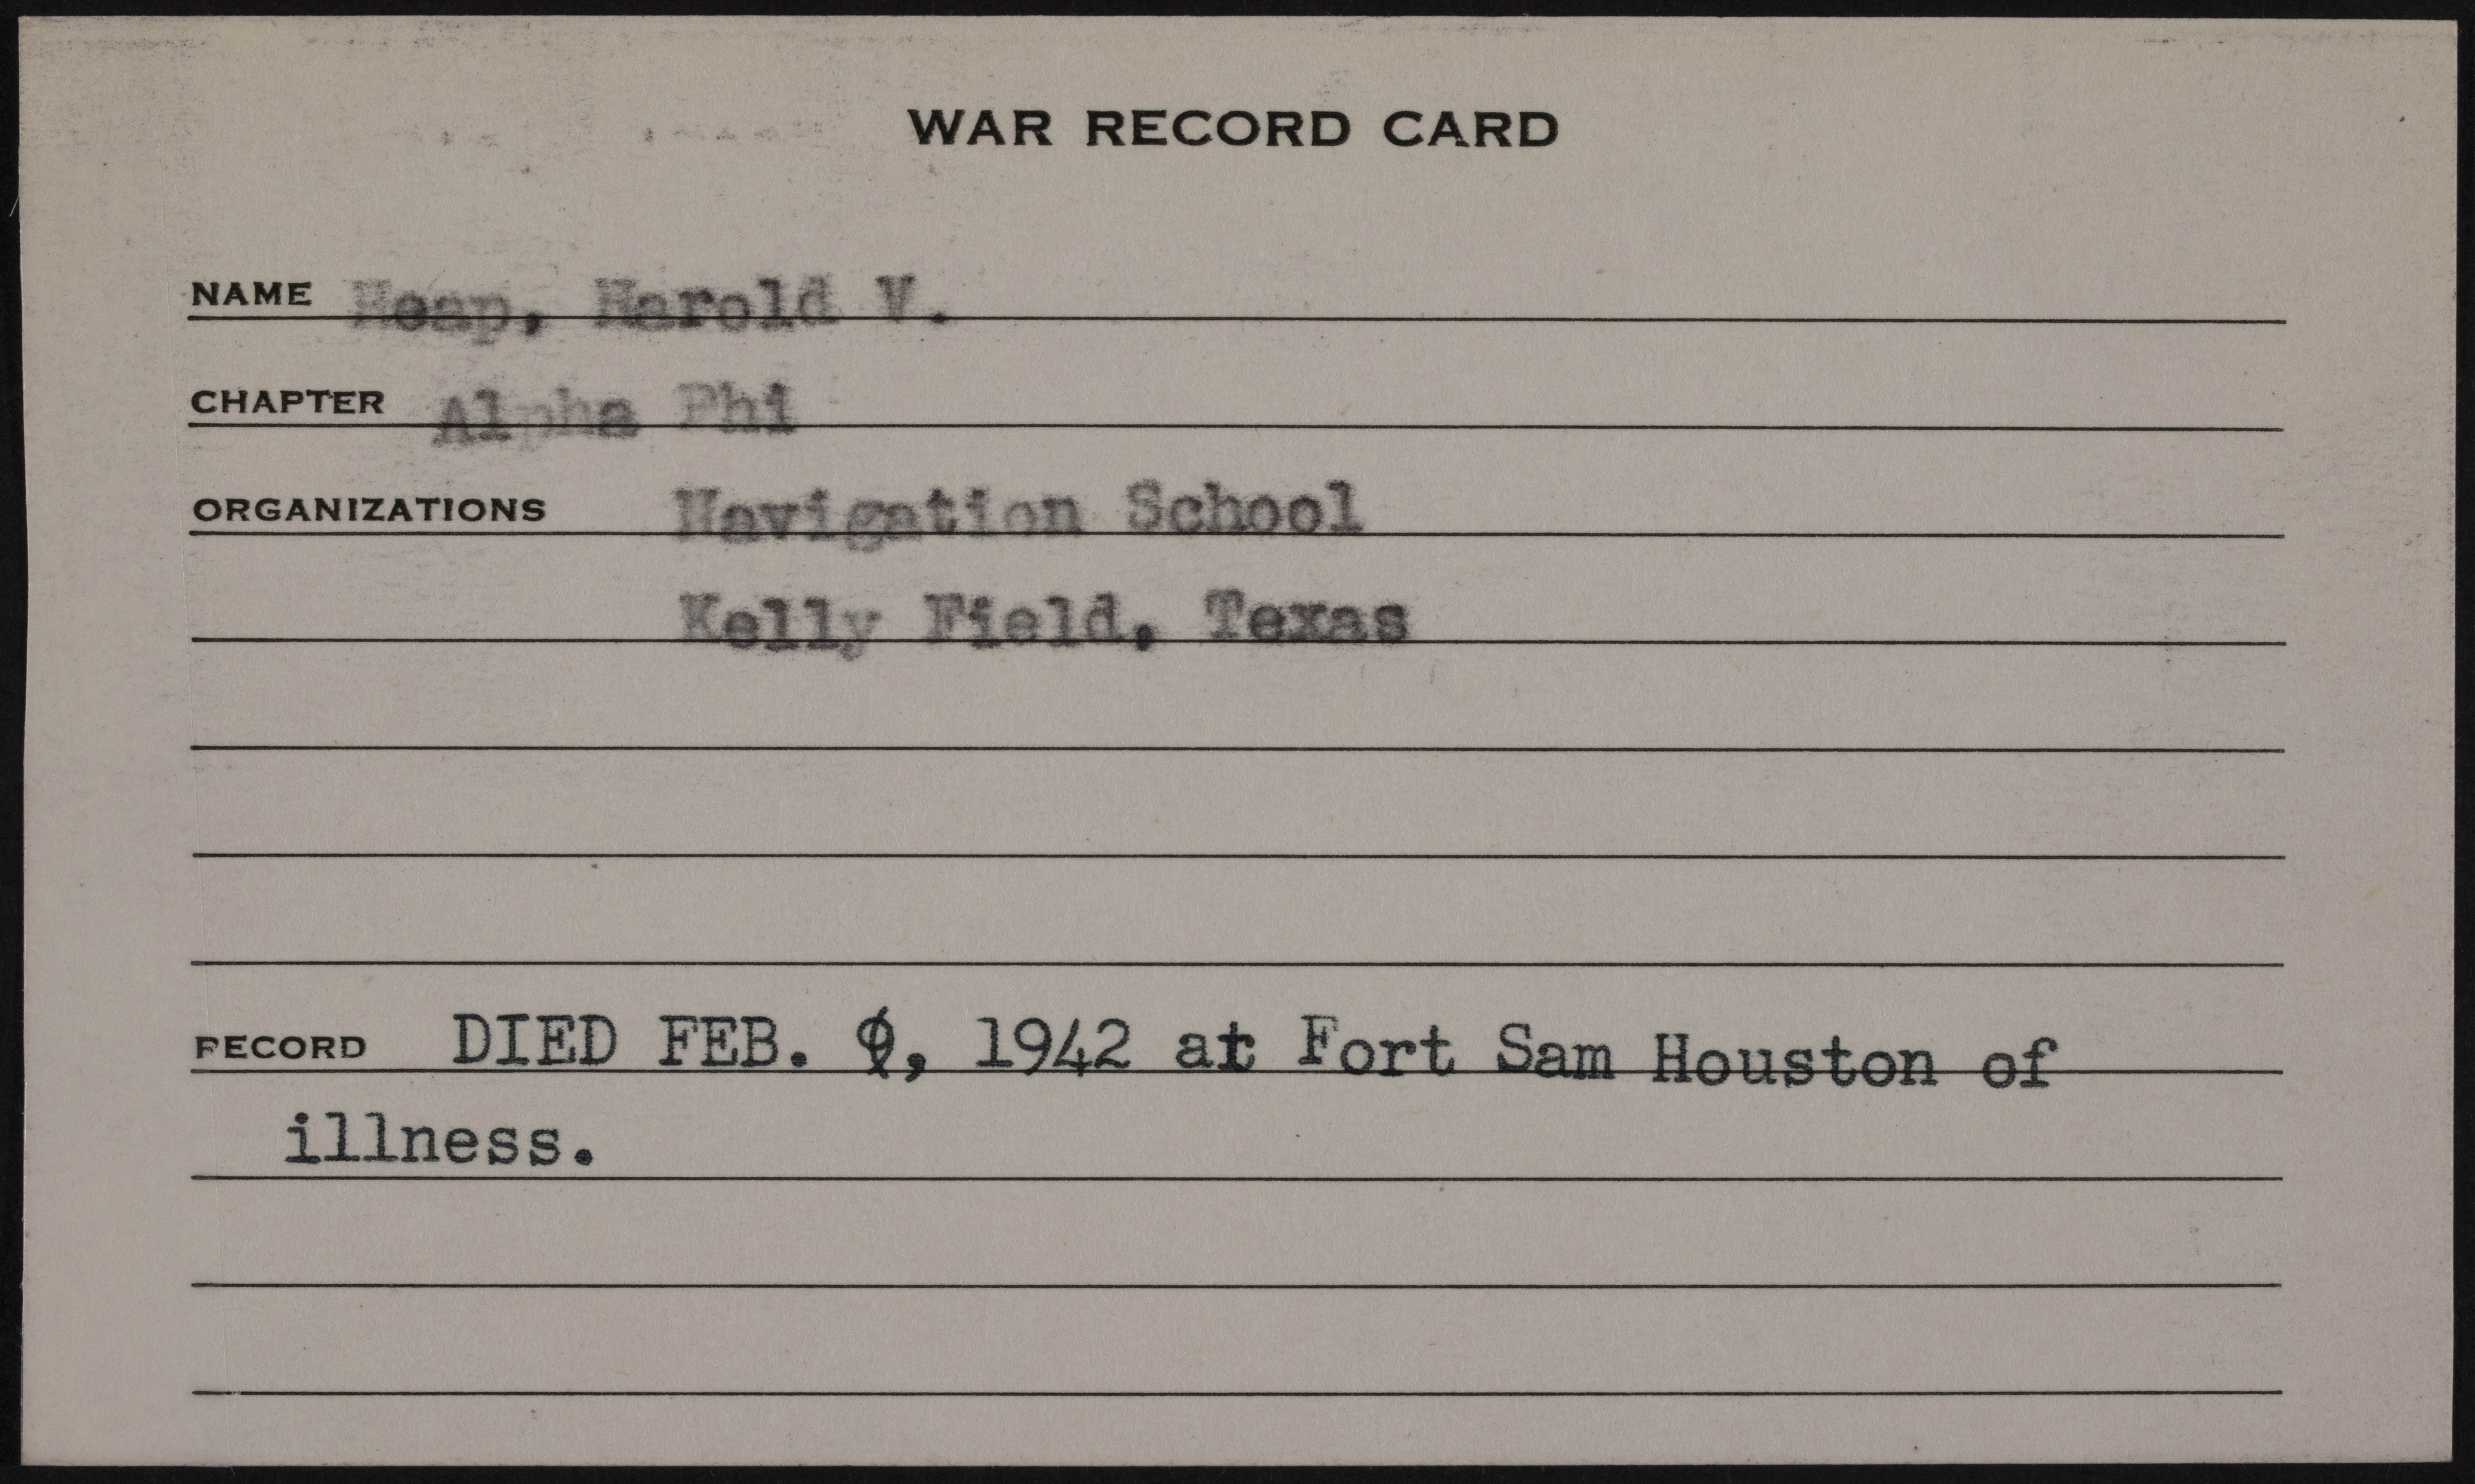 WAR RECORD CARD
NAME Heap, Harold V.
CHAPTER Alpha Phi
ORGANIZATIONS Navigation School
Kelly Field, Texas
RECORD DIED FEB. 9, 1942 at Fort Sam Houston of
illness.